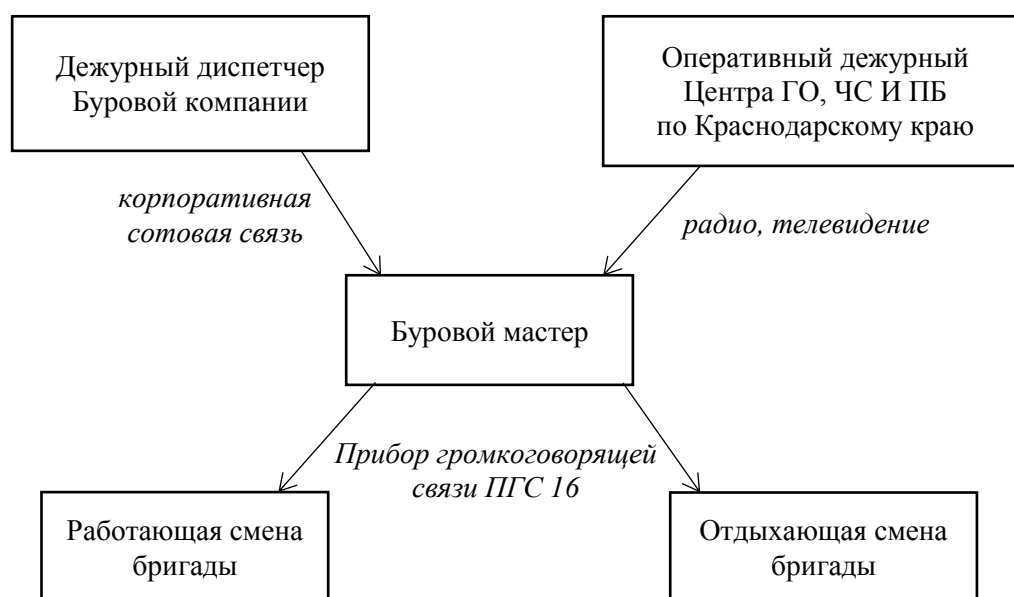 Дежурный диспетчер
Буровой компании
Оперативный дежурный
Центра ГО, ЧС И ПБ
по Краснодарскому краю
корпоративная
сотовая связь
радио, телевидение
Буровой мастер
Прибор громкоговорящей
связи ПГС 16
Работающая смена
бригады
Отдыхающая смена
бригады